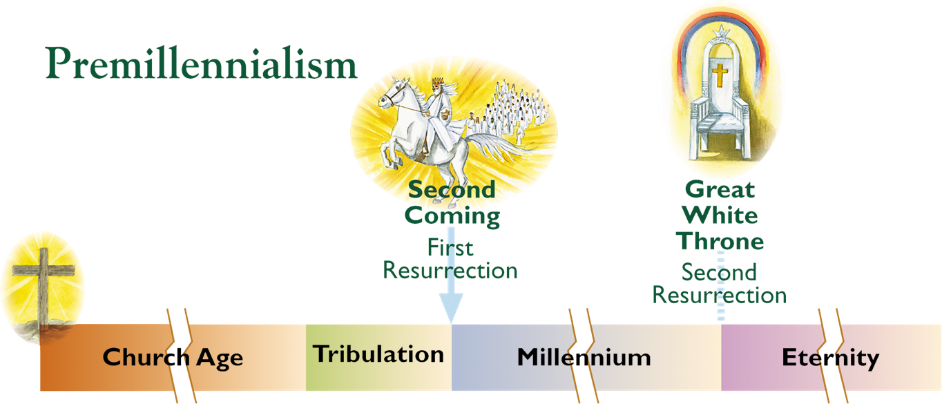 Premillennialism
Second
Coming
First
Resurrection
Great
White
Throne
Second
Resurrection
Church Age
Tribulation
Millennium
Eternity